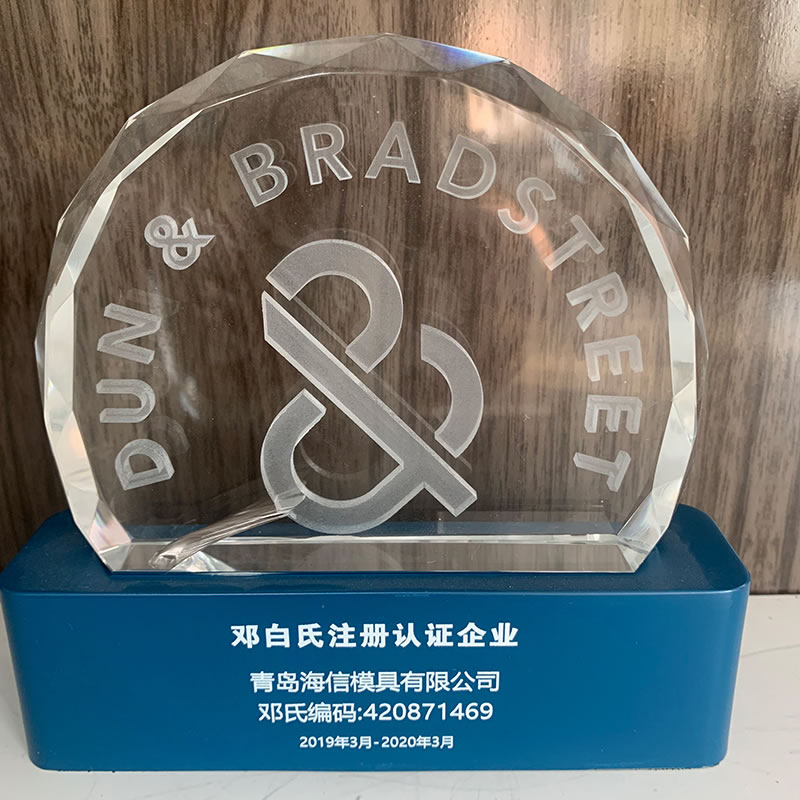 DUN & BRADSTREET
&
邓白氏注册认证企业
青岛海信模具有限公司
邓氏编码:420871469
2019年3月-2020年3月